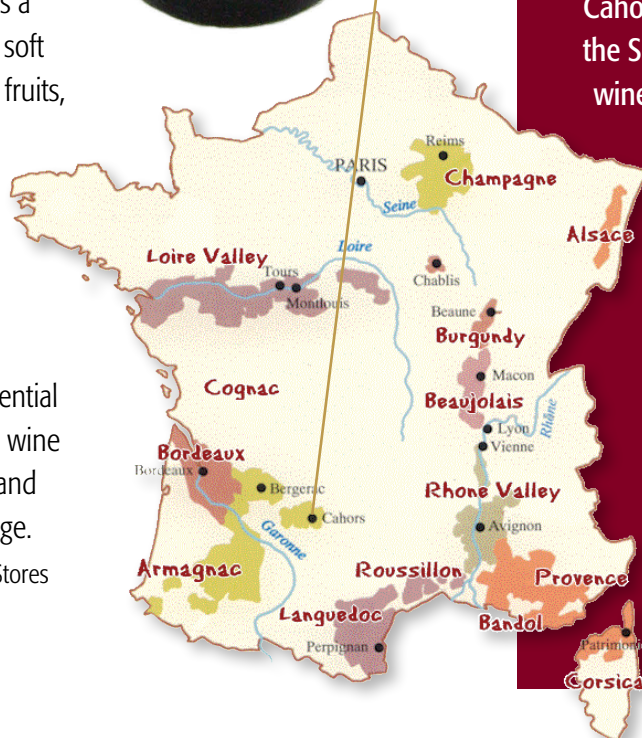 s a
soft
fruits,
Caho
the S
wine
Reims
PARIS
Champagne
Seine
Alsace
Loire
Loire Valley
Tours
Montlouis
Chablis
Beaune
Burgundy
Cognac
Macon
Beaujolais
Rhône
Lyon
Vienne
ential
wine
and
ge.
Stores
Bordeaux
Bordeaux
Bergerac
Rhone Valley
Cahors
Avignon
Garonne
Armagnac
Roussillon
Provence
Languedoc
Bandol
Perpignan
Patrimoni
Corsica